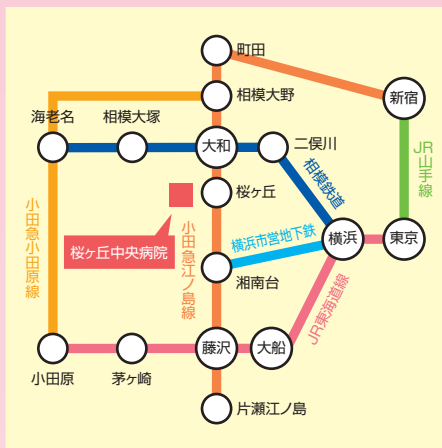 町田
新宿
相模大野
海老名
相模大塚
大和
二俣川
JR山手線
桜ヶ丘
相模鉄道
小田急小田原線
桜ヶ丘中央病院
小田急江ノ島線
横浜市営地下鉄
横浜
東京
湘南台
JR東海道線
小田原
茅ヶ崎
藤沢
大船
片瀬江ノ島